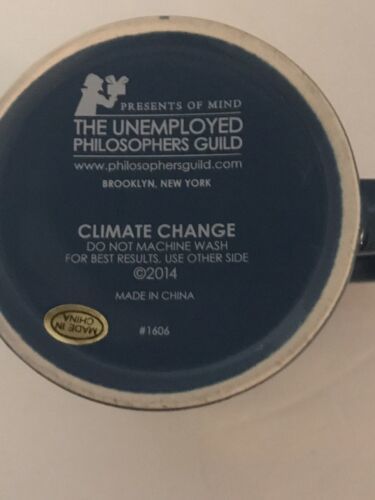 PRESENTS OF MIND
THE UNEMPLOYED
PHILOSOPHERS GUILD
www.philosophersguild.com
BROOKLYN, NEW YORK
CLIMATE CHANGE
DO NOT MACHINE WASH
FOR BEST RESULTS, USE OTHER SIDE
©2014
MADE IN CHINA
#1606
MADE IN
CHINA